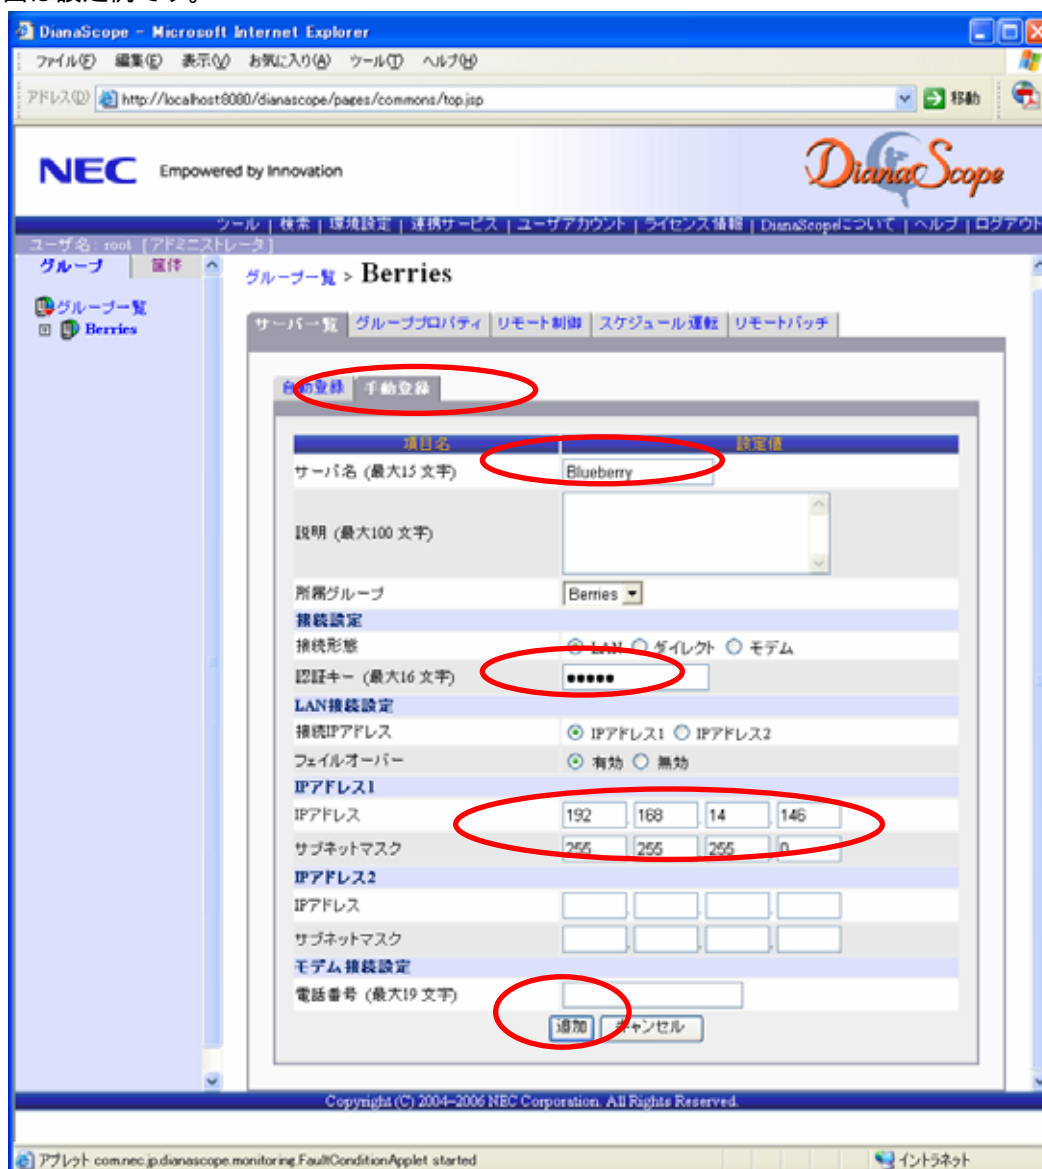 DianaScope - Microsoft Internet Explorer
ファイル(F) 編集(E) 表示(V) お気に入り(A) ツール(T) ヘルプ(H)
アドレス(D) http://localhost:8080/dianascope/pages/commons/top.jsp 移動
NEC Empowered by Innovation DianaScope
ツール | 検索 | 環境設定 | 連携サービス | ユーザアカウント | ライセンス情報 | DianaScopeについて | ヘルプ | ログアウト
ユーザ名: root [アドミニストレータ]
グループ 筐体
グループ一覧 > Berries
グループ一覧
Berries
サーバ一覧 グループプロパティ リモート制御 スケジュール運転 リモートバッチ
自動登録 手動登録
項目名 設定値
サーバ名 (最大15 文字) Blueberry
説明 (最大100 文字)
所属グループ Berries
接続設定
接続形態 LAN ダイレクト モデム
認証キー (最大16 文字) •••••
LAN接続設定
接続IPアドレス IPアドレス1 IPアドレス2
フェイルオーバー 有効 無効
IPアドレス1
IPアドレス 192 . 168 . 14 . 146
サブネットマスク 255 . 255 . 255 . 0
IPアドレス2
IPアドレス . . .
サブネットマスク . . .
モデム接続設定
電話番号 (最大19 文字)
追加 キャンセル
Copyright (C) 2004-2006 NEC Corporation. All Rights Reserved.
アプレット com.nec.jp.dianascope.monitoring.FaultConditionApplet started イントラネット